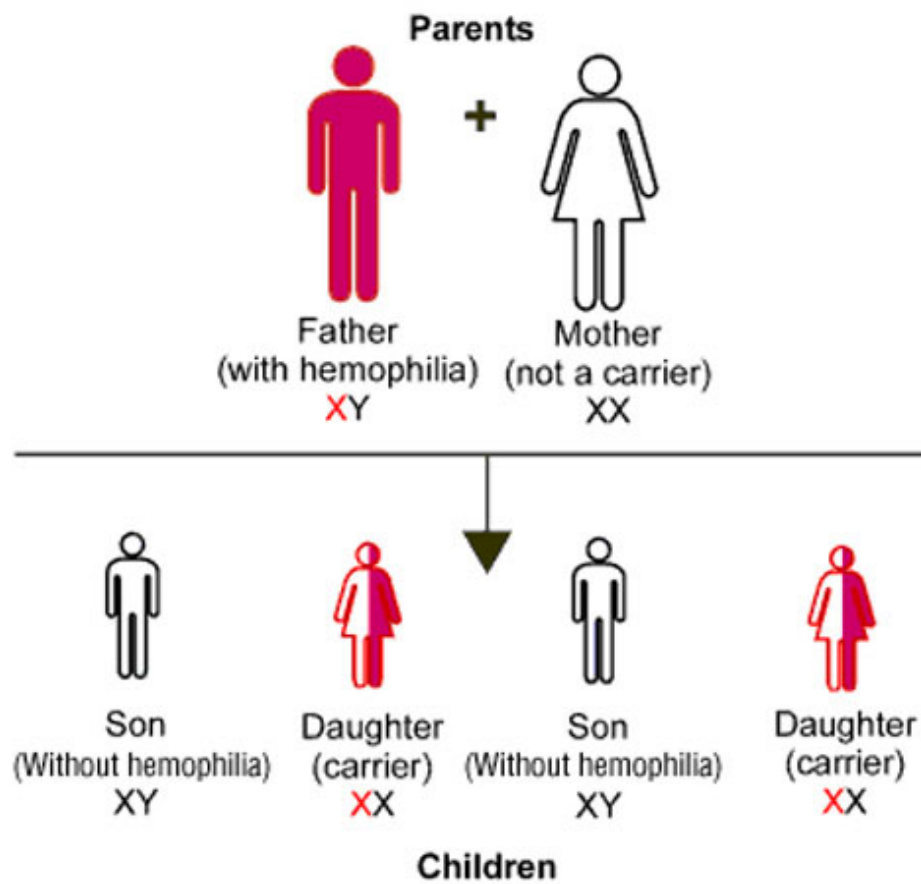 Parents
+
Father
(with hemophilia)
XY
Mother
(not a carrier)
XX
Son
(Without hemophilia)
XY
Daughter
(carrier)
XX
Son
(Without hemophilia)
XY
Daughter
(carrier)
XX
Children